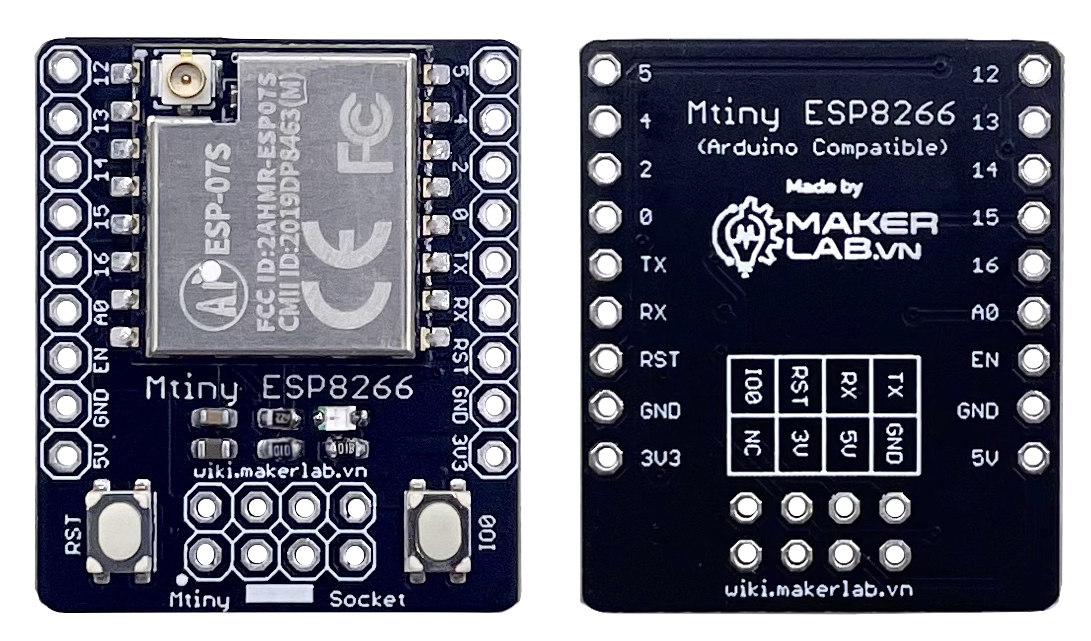 12
13
14
15
16
A0
EN
GND
5V
5
4
2
0
TX
RX
RST
GND
3V3
Ai
ESP-07S
FCC ID:2AHMR-ESP07S
CMII ID:2019DP8463(M)
CE FC
Mtiny ESP8266
4018
wiki.makerlab.vn
RST
IO0
Mtiny Socket
5
4
2
0
TX
RX
RST
GND
3V3
Mtiny ESP8266
(Arduino Compatible)
Made by
MAKER
LAB.VN
12
13
14
15
16
A0
EN
GND
5V
IO0 RST RX TX
NC 3V 5V GND
wiki.makerlab.vn